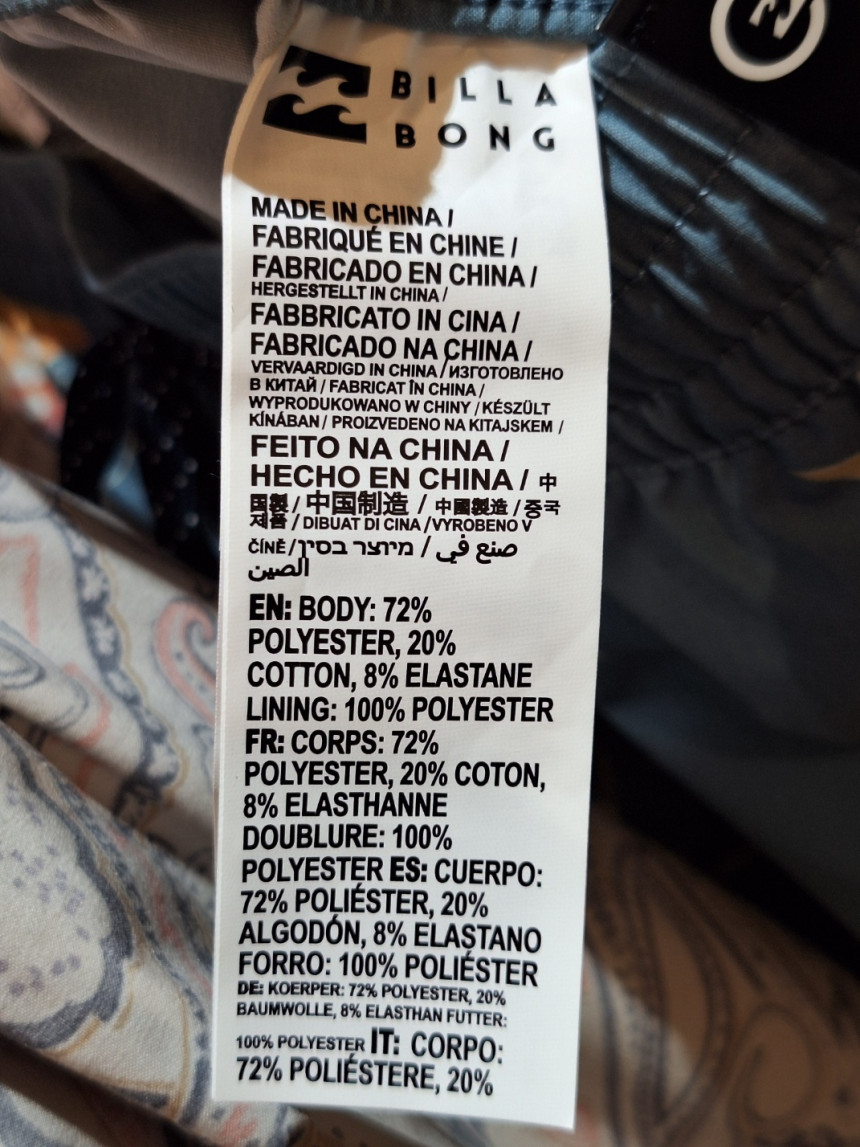 BILLA
BONG
MADE IN CHINA /
FABRIQUÉ EN CHINE /
FABRICADO EN CHINA /
HERGESTELLT IN CHINA /
FABBRICATO IN CINA /
FABRICADO NA CHINA /
VERVAARDIGD IN CHINA / ИЗГОТОВЛЕНО
В КИТАЙ / FABRICAT ÎN CHINA /
WYPRODUKOWANO W CHINY / KÉSZÜLT
KÍNÁBAN / PROIZVEDENO NA KITAJSKEM /
FEITO NA CHINA /
HECHO EN CHINA / 中
国製 / 中国制造 / 中國製造 / 중국
제품 / DIBUAT DI CINA /VYROBENO V
ČÍNĚ / מיוצר בסין / صنع في
الصين
EN: BODY: 72%
POLYESTER, 20%
COTTON, 8% ELASTANE
LINING: 100% POLYESTER
FR: CORPS: 72%
POLYESTER, 20% COTON,
8% ELASTHANNE
DOUBLURE: 100%
POLYESTER ES: CUERPO:
72% POLIÉSTER, 20%
ALGODÓN, 8% ELASTANO
FORRO: 100% POLIÉSTER
DE: KOERPER: 72% POLYESTER, 20%
BAUMWOLLE, 8% ELASTHAN FUTTER:
100% POLYESTER IT: CORPO:
72% POLIÉSTERE, 20%